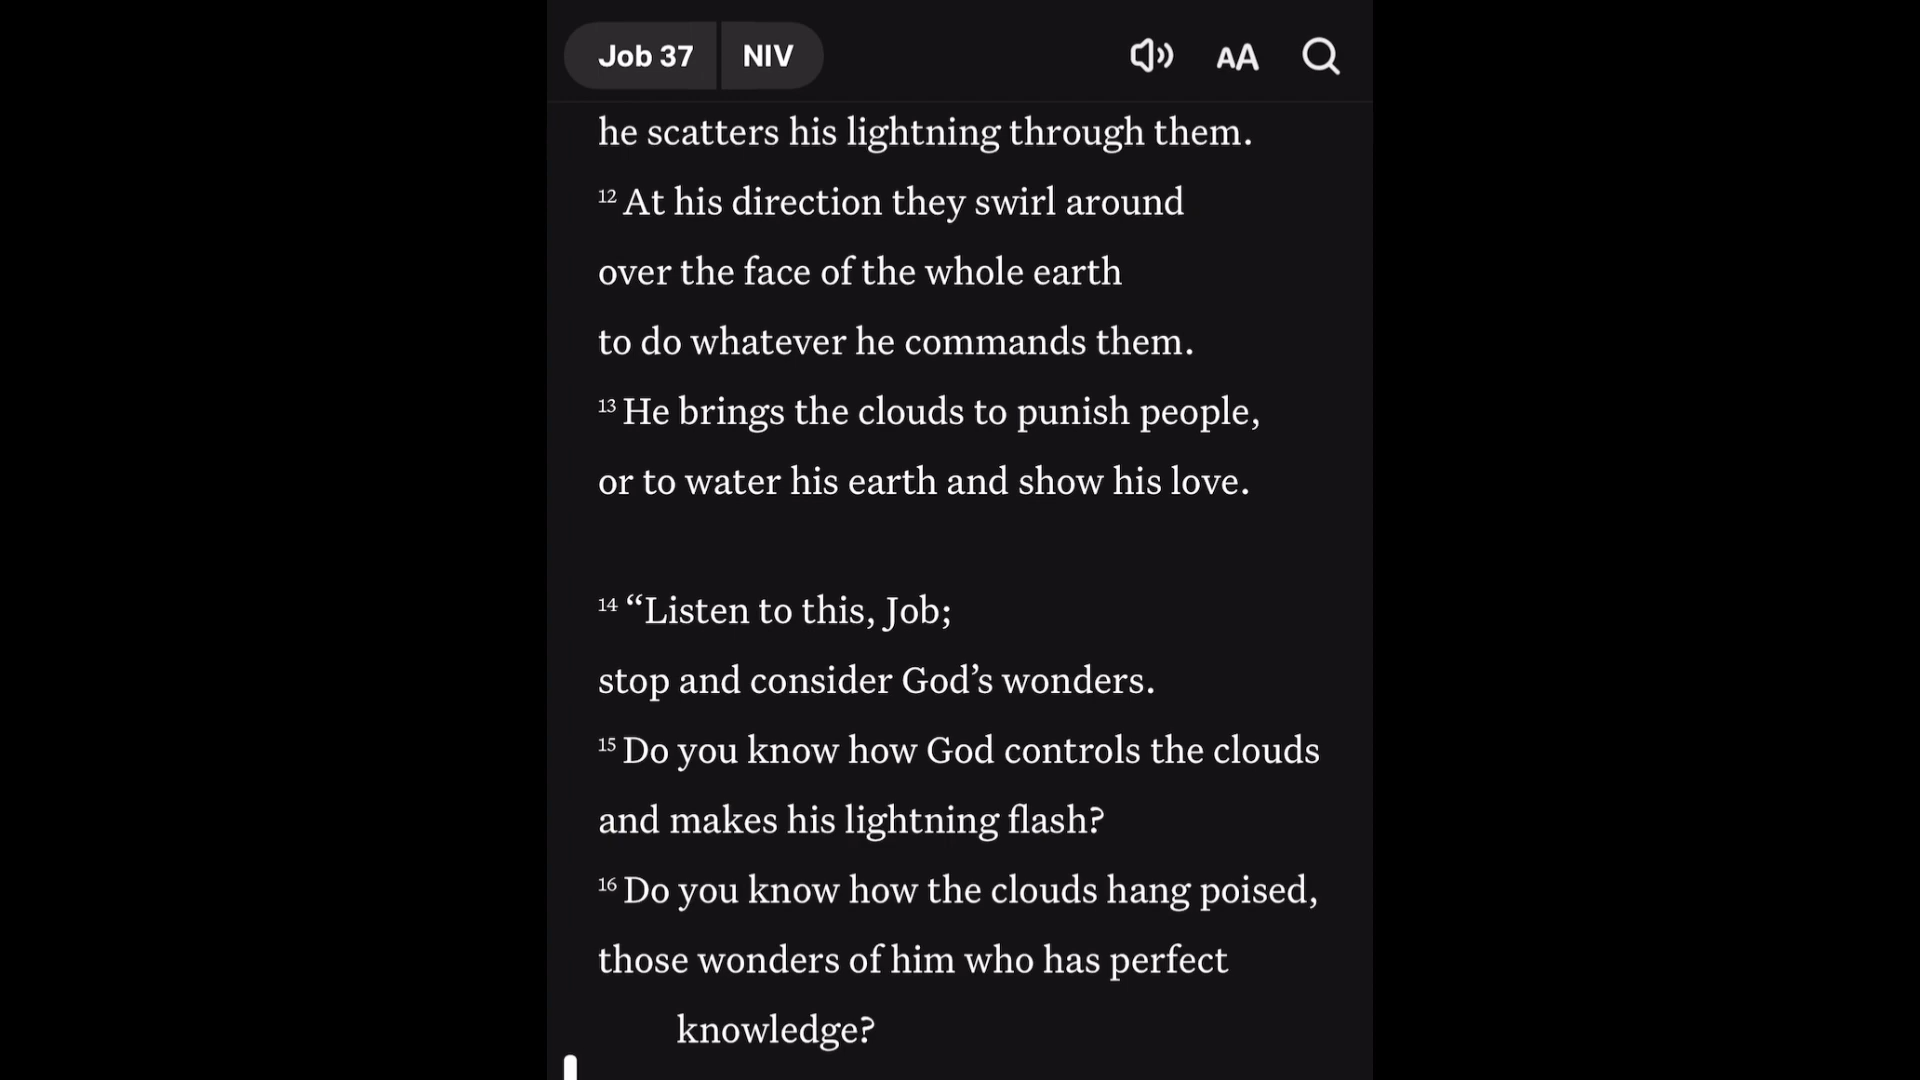 Job 37 NIV AA
he scatters his lightning through them.
12 At his direction they swirl around
over the face of the whole earth
to do whatever he commands them.
13 He brings the clouds to punish people,
or to water his earth and show his love.
14 “Listen to this, Job;
stop and consider God’s wonders.
15 Do you know how God controls the clouds
and makes his lightning flash?
16 Do you know how the clouds hang poised,
those wonders of him who has perfect
knowledge?